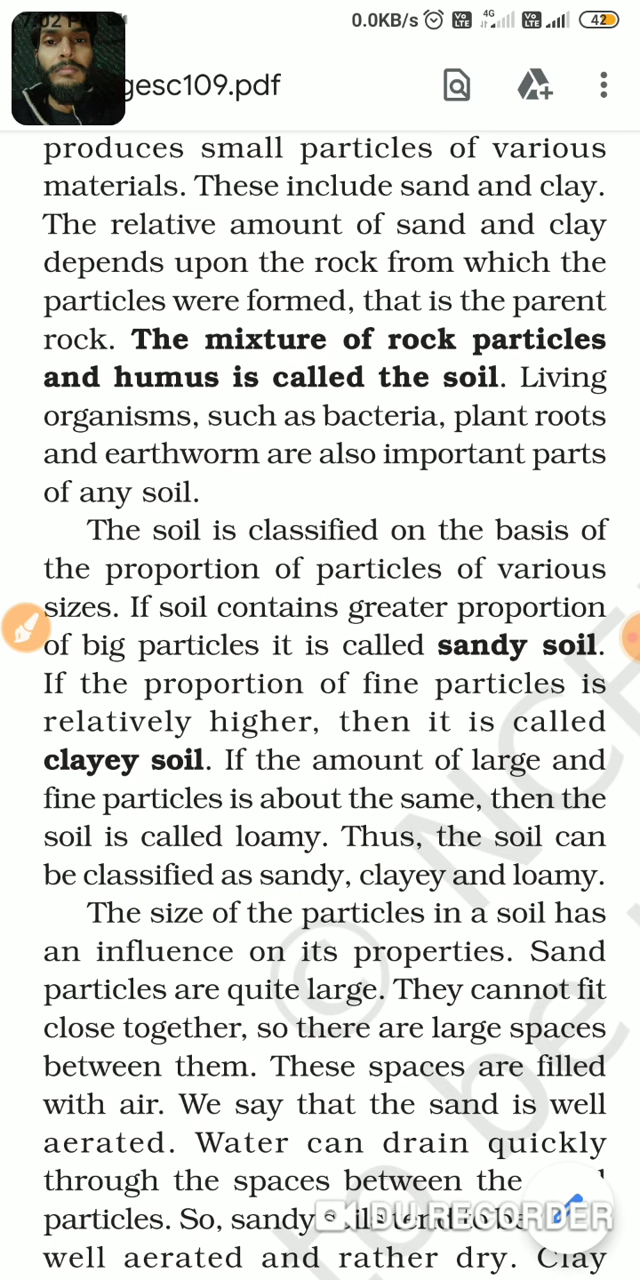 0.0KB/s Vo LTE 4G Vo LTE 42
gesc109.pdf
produces small particles of various
materials. These include sand and clay.
The relative amount of sand and clay
depends upon the rock from which the
particles were formed, that is the parent
rock. The mixture of rock particles
and humus is called the soil. Living
organisms, such as bacteria, plant roots
and earthworm are also important parts
of any soil.
The soil is classified on the basis of
the proportion of particles of various
sizes. If soil contains greater proportion
of big particles it is called sandy soil.
If the proportion of fine particles is
relatively higher, then it is called
clayey soil. If the amount of large and
fine particles is about the same, then the
soil is called loamy. Thus, the soil can
be classified as sandy, clayey and loamy.
The size of the particles in a soil has
an influence on its properties. Sand
particles are quite large. They cannot fit
close together, so there are large spaces
between them. These spaces are filled
with air. We say that the sand is well
aerated. Water can drain quickly
through the spaces between the
particles. So, sandy tend to be
DU RECORDER
well aerated and rather dry. Clay